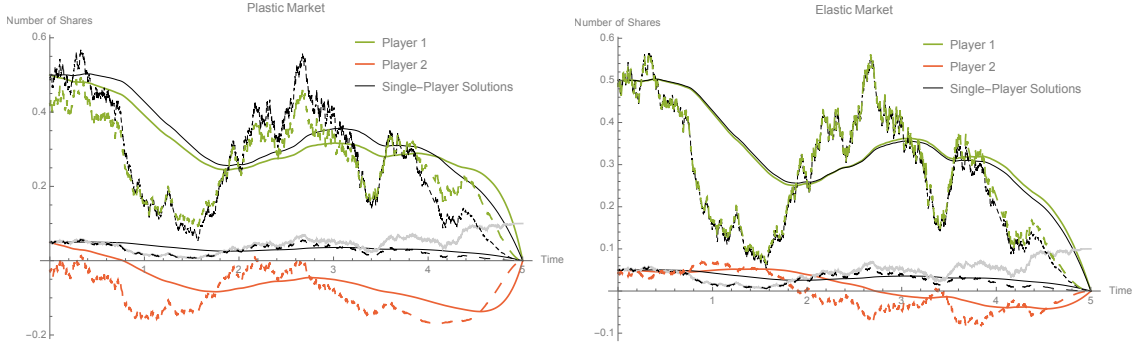 Plastic Market
Number of Shares
0.6
Player 1
Player 2
Single-Player Solutions
0.4
0.2
Time
1
2
3
4
5
-0.2
Elastic Market
Number of Shares
0.6
Player 1
Player 2
Single-Player Solutions
0.5
0.4
0.3
0.2
0.1
Time
1
2
3
4
5
-0.1